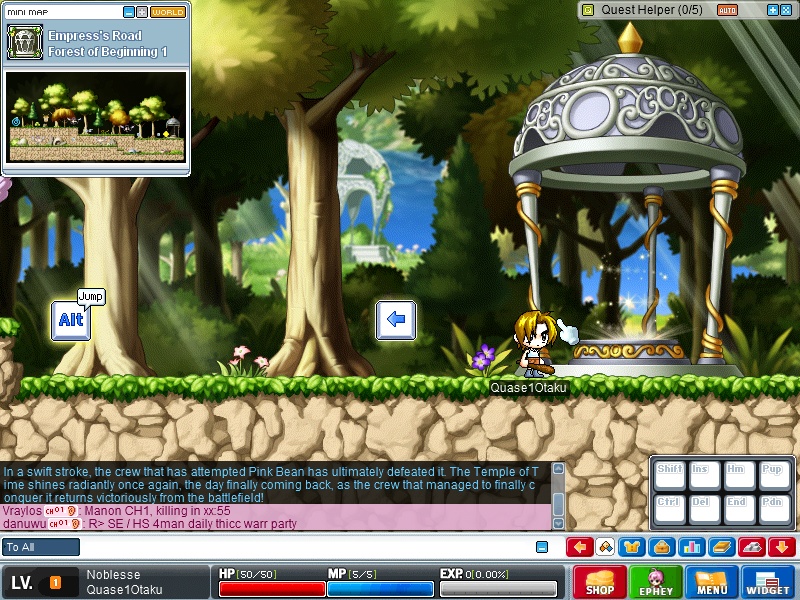 MINI MAP
WORLD
Empress's Road
Forest of Beginning 1
Quest Helper (0/5)
AUTO
Jump
Alt
Quase1Otaku
In a swift stroke, the crew that has attempted Pink Bean has ultimately defeated it. The Temple of T
ime shines radiantly once again, the day finally coming back, as the crew that managed to finally c
onquer it returns victoriously from the battlefield!
Vraylos CH 01 : Manon CH1, killing in xx:55
danuwu CH 01 : R> SE / HS 4man daily thicc warr party
Shift Ins Hm Pup
Ctrl Del End Pdn
To All
LV. 1
Noblesse
Quase1Otaku
HP [50/50]
MP [5/5]
EXP. 0[0.00%]
SHOP
EPHEY
MENU
WIDGET